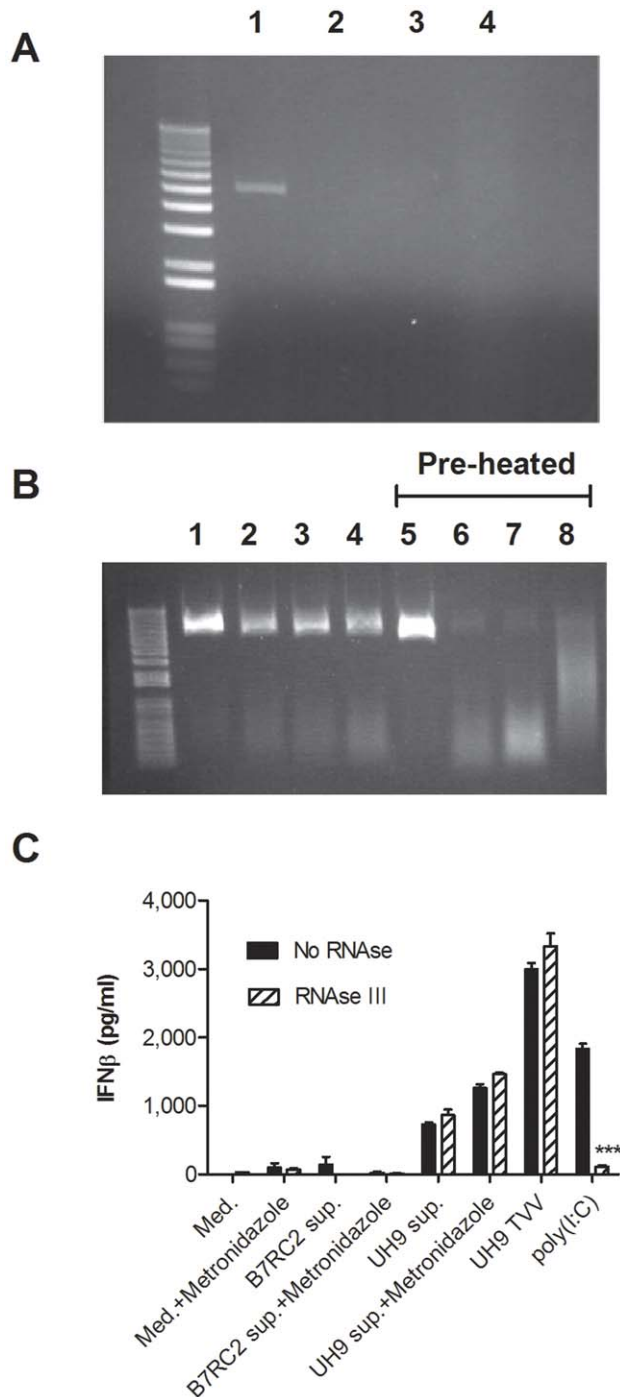 A
1 2 3 4
B
Pre-heated
1 2 3 4 5 6 7 8
C
4,000
3,000
2,000
1,000
0
IFNβ (pg/ml)
No RNAse
RNAse III
***
Med.
Med.+Metronidazole
B7RC2 sup.
B7RC2 sup.+Metronidazole
UH9 sup.
UH9 sup.+Metronidazole
UH9 TVV
poly(I:C)